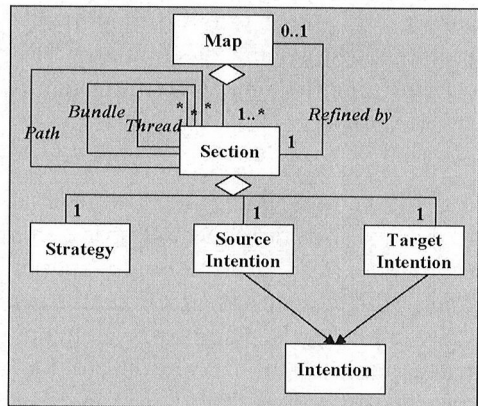 Map
0..1
Bundle
* * *
1..*
Refined by
Path
Thread
1
Section
1
1
1
Strategy
Source
Intention
Target
Intention
Intention